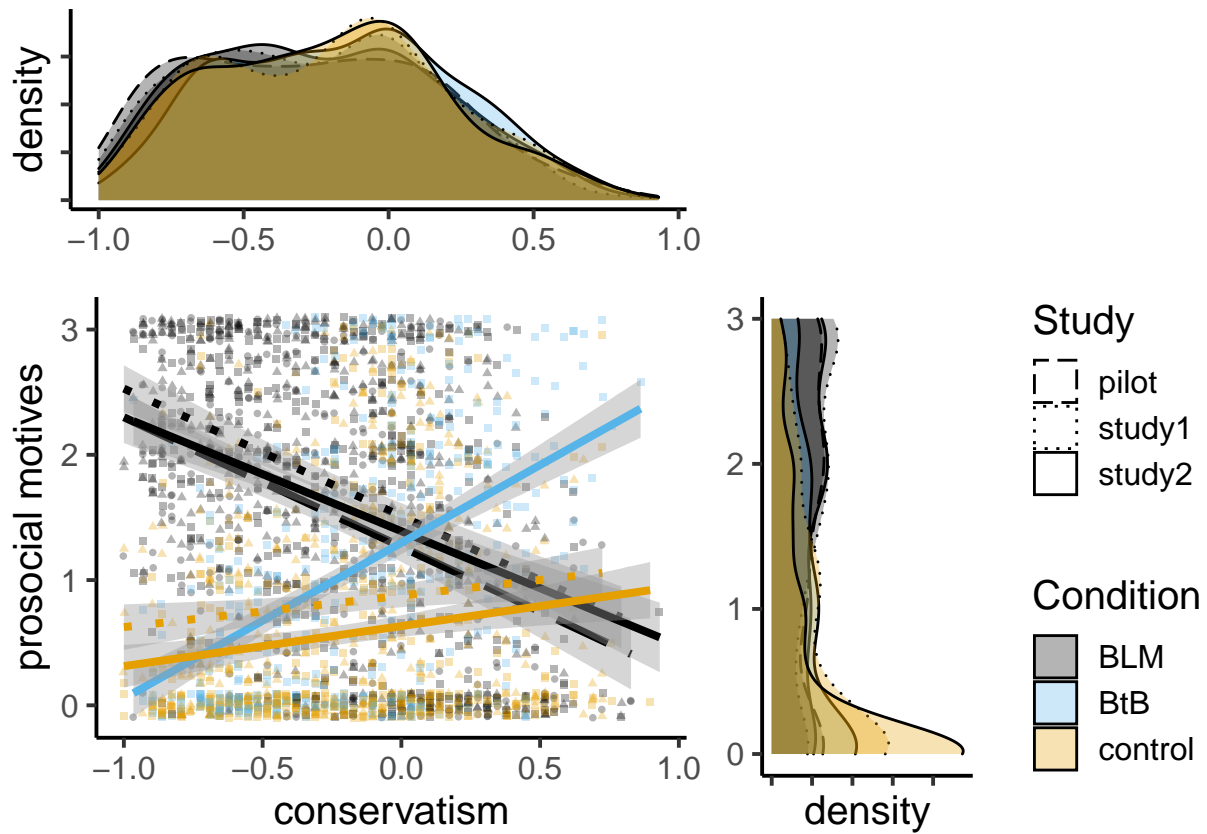 density
−1.0 −0.5 0.0 0.5 1.0
prosocial motives
3
2
1
0
−1.0 −0.5 0.0 0.5 1.0
conservatism
3
2
1
0
density
Study
pilot
study1
study2
Condition
BLM
BtB
control